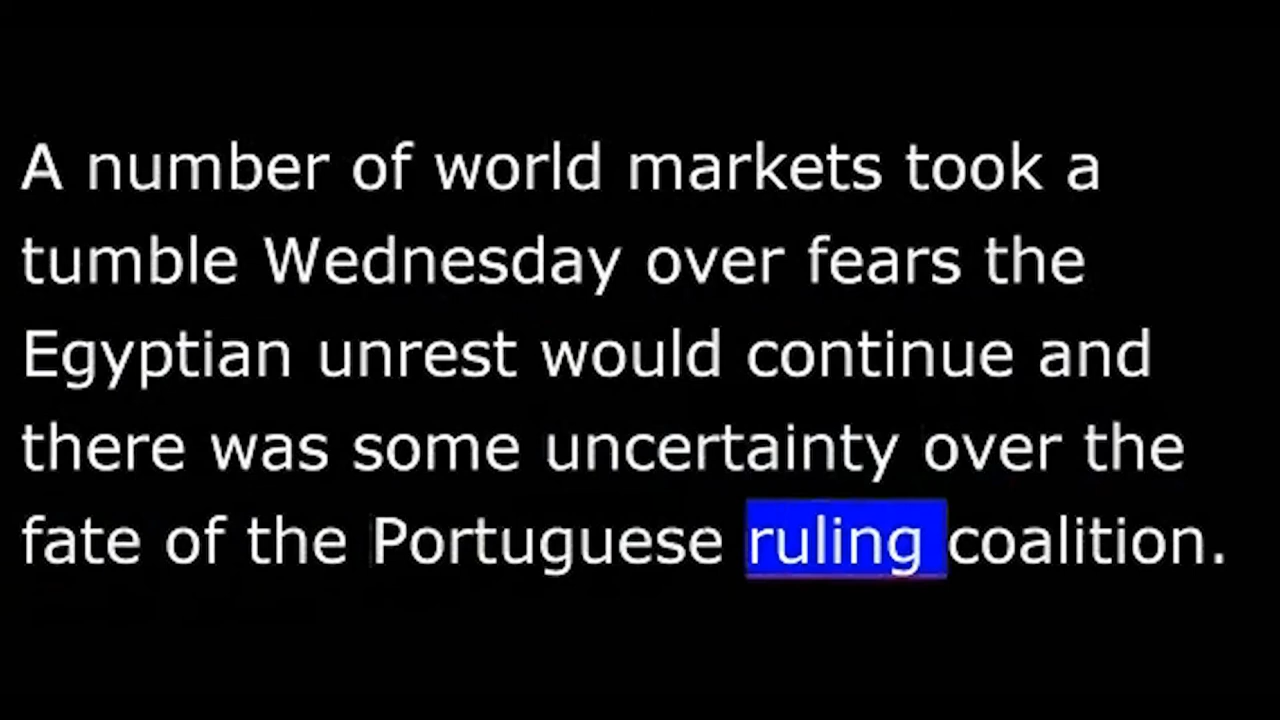 A number of world markets took a
tumble Wednesday over fears the
Egyptian unrest would continue and
there was some uncertainty over the
fate of the Portuguese ruling coalition.